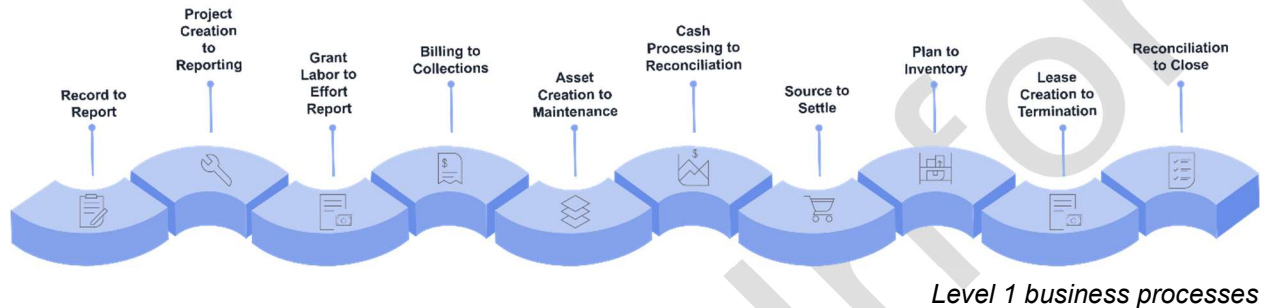 Record to
Report
Project
Creation
to
Reporting
Grant
Labor to
Effort
Report
Billing to
Collections
Asset
Creation to
Maintenance
Cash
Processing to
Reconciliation
Source to
Settle
Plan to
Inventory
Lease
Creation to
Termination
Reconciliation
to Close
Level 1 business processes